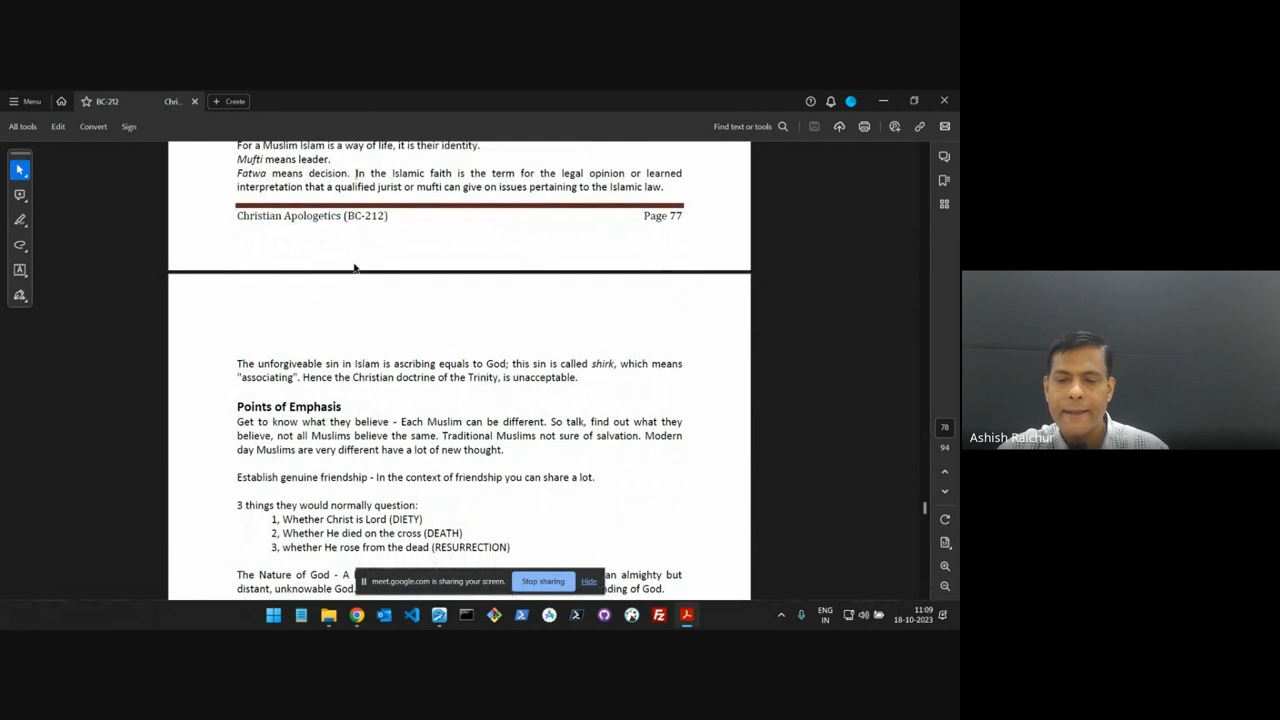 Menu
BC-212
Chri...
Create
All tools
Edit
Convert
Sign
Find text or tools
For a Muslim Islam is a way of life, it is their identity.
Mufti means leader.
Fatwa means decision. In the Islamic faith is the term for the legal opinion or learned
interpretation that a qualified jurist or mufti can give on issues pertaining to the Islamic law.
Christian Apologetics (BC-212)
Page 77
The unforgiveable sin in Islam is ascribing equals to God; this sin is called shirk, which means
"associating". Hence the Christian doctrine of the Trinity, is unacceptable.
Points of Emphasis
Get to know what they believe - Each Muslim can be different. So talk, find out what they
believe, not all Muslims believe the same. Traditional Muslims not sure of salvation. Modern
day Muslims are very different have a lot of new thought.
Establish genuine friendship - In the context of friendship you can share a lot.
3 things they would normally question:
1, Whether Christ is Lord (DIETY)
2, Whether He died on the cross (DEATH)
3, whether He rose from the dead (RESURRECTION)
The Nature of God - A
an almighty but
distant, unknowable God.
of God.
meet.google.com is sharing your screen.
Stop sharing
Hide
78
94
ENG
IN
11:09
18-10-2023
Ashish Raichur